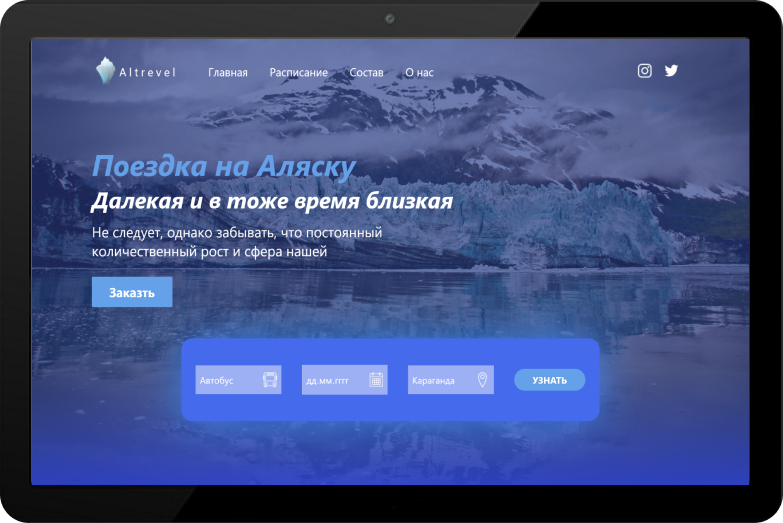 Altrevel Главная Расписание Состав О нас
Поездка на Аляску
Далекая и в тоже время близкая
Не следует, однако забывать, что постоянный
количественный рост и сфера нашей
Заказть
Автобус дд.мм.гггг Караганда УЗНАТЬ